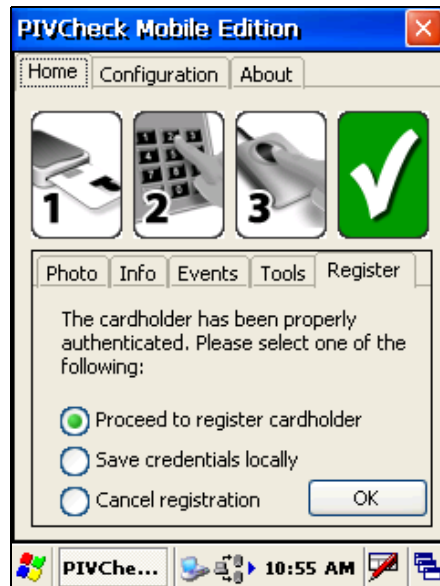 PIVCheck Mobile Edition
Home Configuration About
1 2 3
Photo Info Events Tools Register
The cardholder has been properly
authenticated. Please select one of the
following:
Proceed to register cardholder
Save credentials locally
Cancel registration OK
PIVChe... 10:55 AM